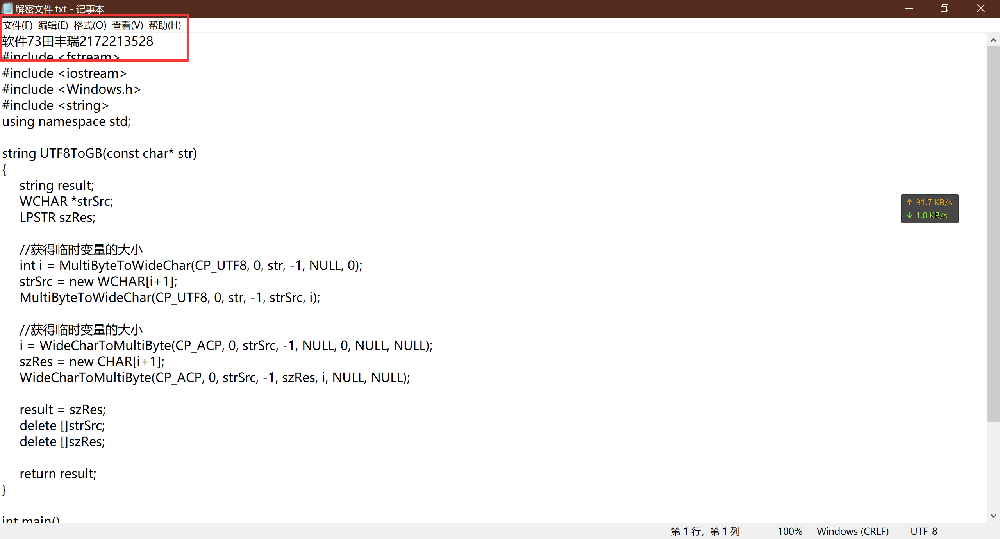 解密文件.txt - 记事本
文件(F) 编辑(E) 格式(O) 查看(V) 帮助(H)
软件73田丰瑞2172213528
#include <fstream>
#include <iostream>
#include <Windows.h>
#include <string>
using namespace std;
string UTF8ToGB(const char* str)
{
string result;
WCHAR *strSrc;
LPSTR szRes;
↑ 31.7 KB/s
↓ 1.0 KB/s
//获得临时变量的大小
int i = MultiByteToWideChar(CP_UTF8, 0, str, -1, NULL, 0);
strSrc = new WCHAR[i+1];
MultiByteToWideChar(CP_UTF8, 0, str, -1, strSrc, i);
//获得临时变量的大小
i = WideCharToMultiByte(CP_ACP, 0, strSrc, -1, NULL, 0, NULL, NULL);
szRes = new CHAR[i+1];
WideCharToMultiByte(CP_ACP, 0, strSrc, -1, szRes, i, NULL, NULL);
result = szRes;
delete []strSrc;
delete []szRes;
return result;
}
int main()
第 1 行，第 1 列 100% Windows (CRLF) UTF-8